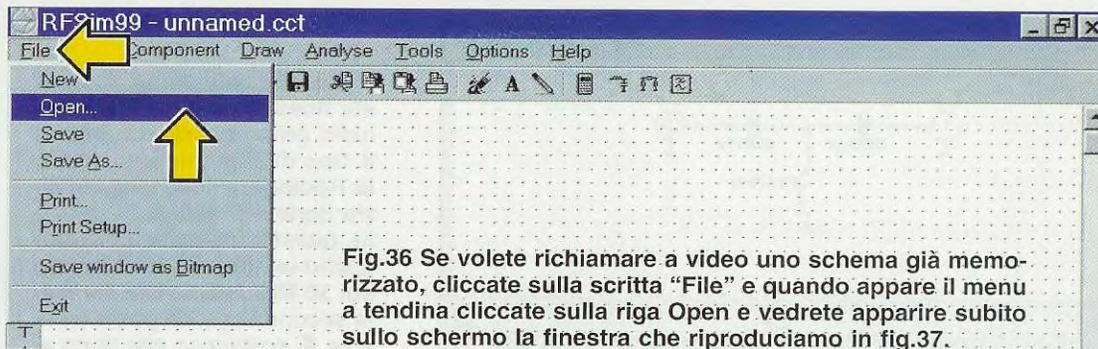 RFSim99 - unnamed.cct
File Component Draw Analyse Tools Options Help
New
Open...
Save
Save As...
Print...
Print Setup...
Save window as Bitmap
Exit
Fig.36 Se volete richiamare a video uno schema già memo-
rizzato, cliccate sulla scritta “File” e quando appare il menu
a tendina cliccate sulla riga Open e vedrete apparire subito
sullo schermo la finestra che riproduciamo in fig.37.